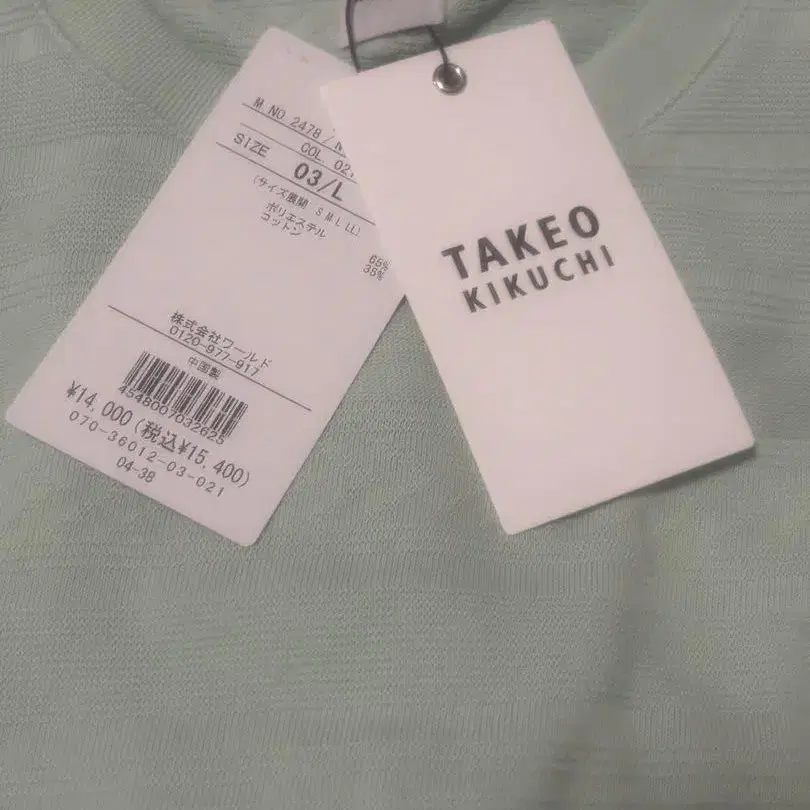 M NO 2478/
COL. 02
SIZE 03/L
(サイズ展開 S M L LL)
ポリエステル 65%
コットン 35%
株式会社ワールド
0120-977-917
中国製
4548007032625
¥14,000(税込¥15,400)
070-36012-03-021
04-38
TAKEO
KIKUCHI